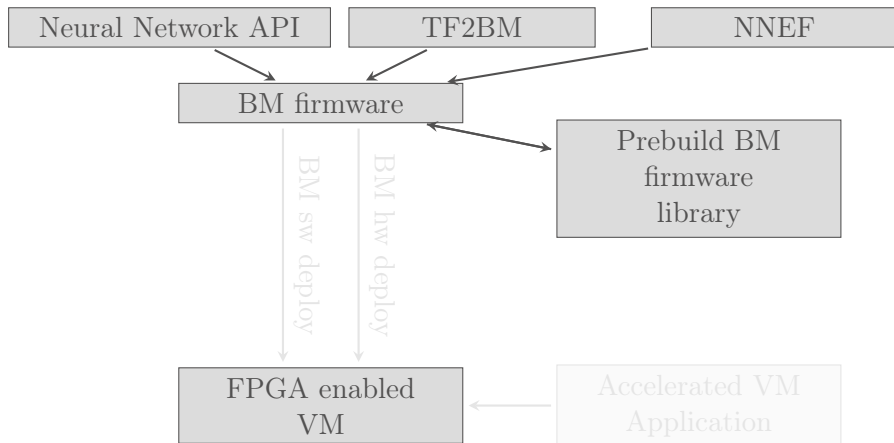 Neural Network API
TF2BM
NNEF
BM firmware
Prebuild BM
firmware
library
BM sw deploy
BM hw deploy
FPGA enabled
VM
Accelerated VM
Application